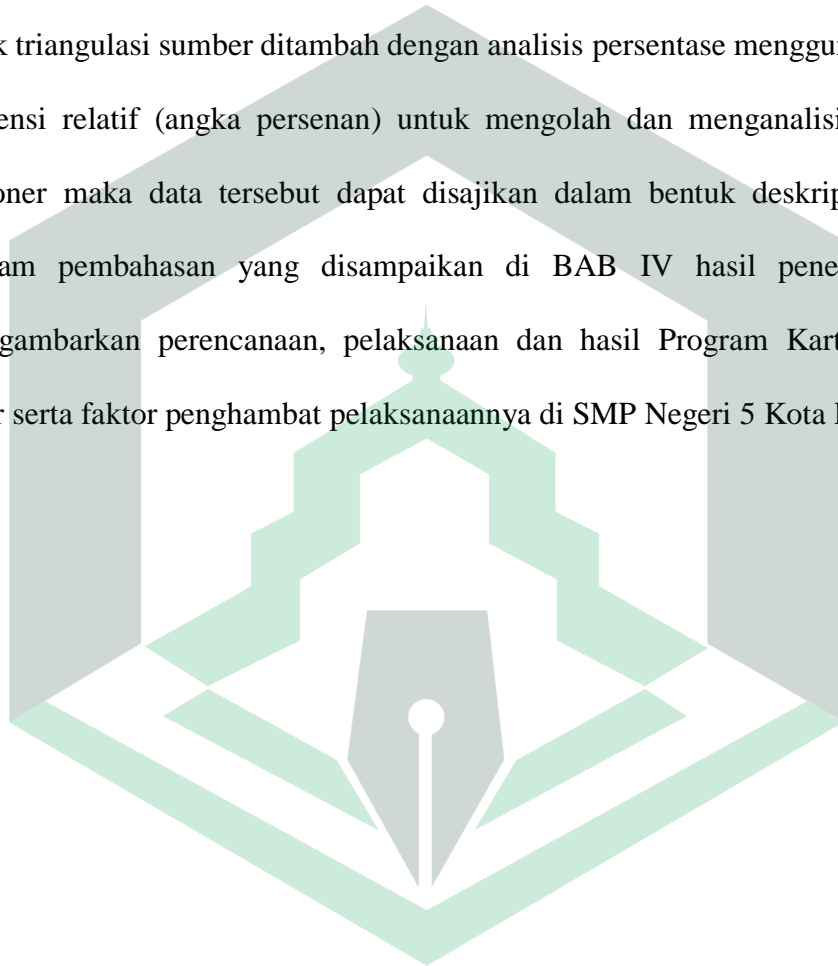 k triangulasi sumber ditambah dengan analisis persentase menggu
ensi relatif (angka persenan) untuk mengolah dan menganalisi
oner maka data tersebut dapat disajikan dalam bentuk deskrip
am pembahasan yang disampaikan di BAB IV hasil pene
gambarkan perencanaan, pelaksanaan dan hasil Program Kart
r serta faktor penghambat pelaksanaannya di SMP Negeri 5 Kota